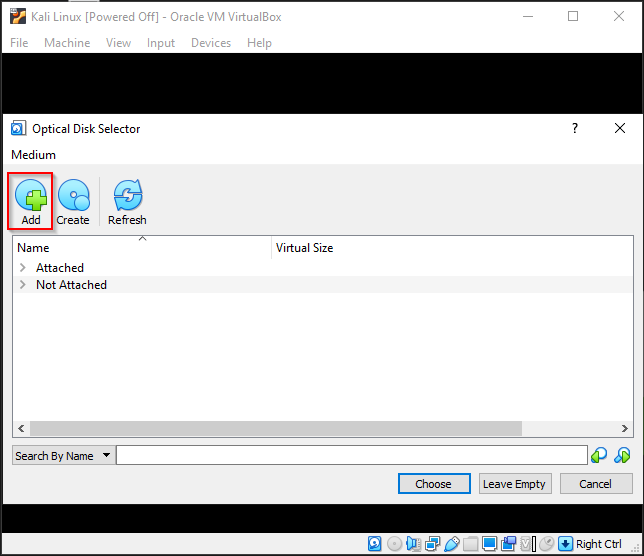 Kali Linux [Powered Off] - Oracle VM VirtualBox
File Machine View Input Devices Help
Optical Disk Selector
Medium
Add Create Refresh
Name Virtual Size
Attached
Not Attached
Search By Name
Choose Leave Empty Cancel
Right Ctrl